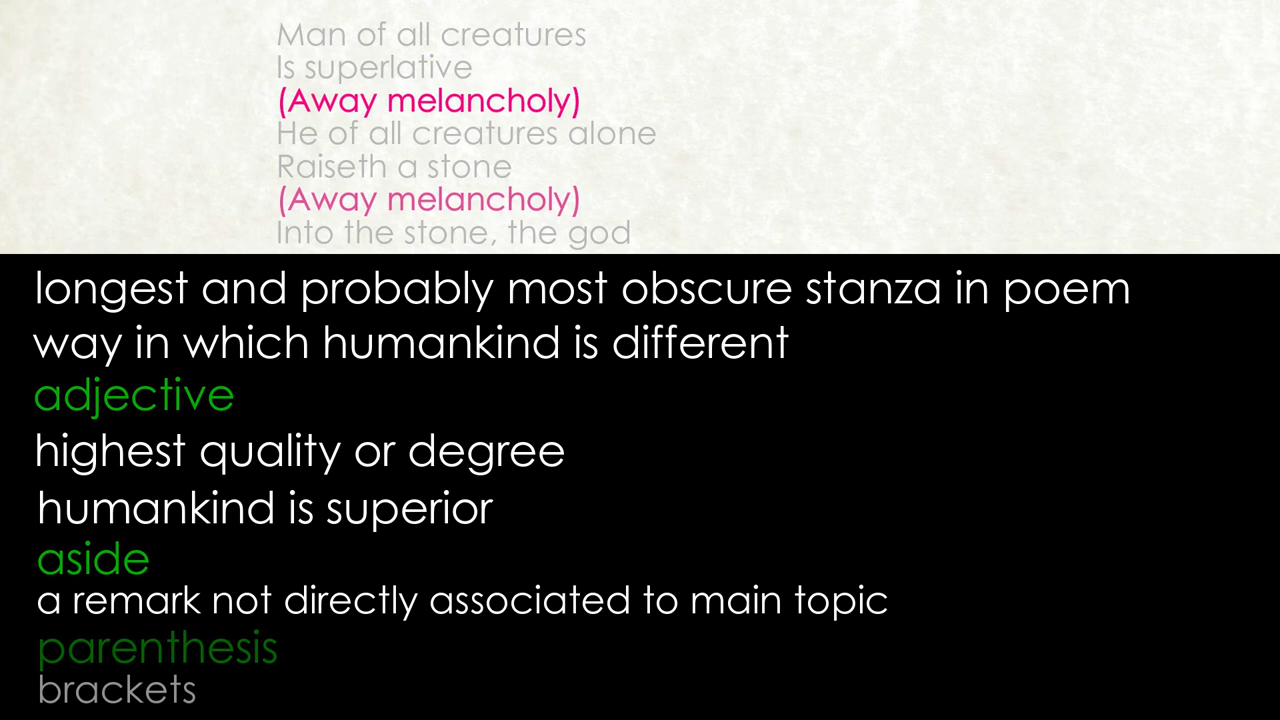 Man of all creatures
Is superlative
(Away melancholy)
He of all creatures alone
Raiseth a stone
(Away melancholy)
Into the stone, the god
longest and probably most obscure stanza in poem
way in which humankind is different
adjective
highest quality or degree
humankind is superior
aside
a remark not directly associated to main topic
parenthesis
brackets